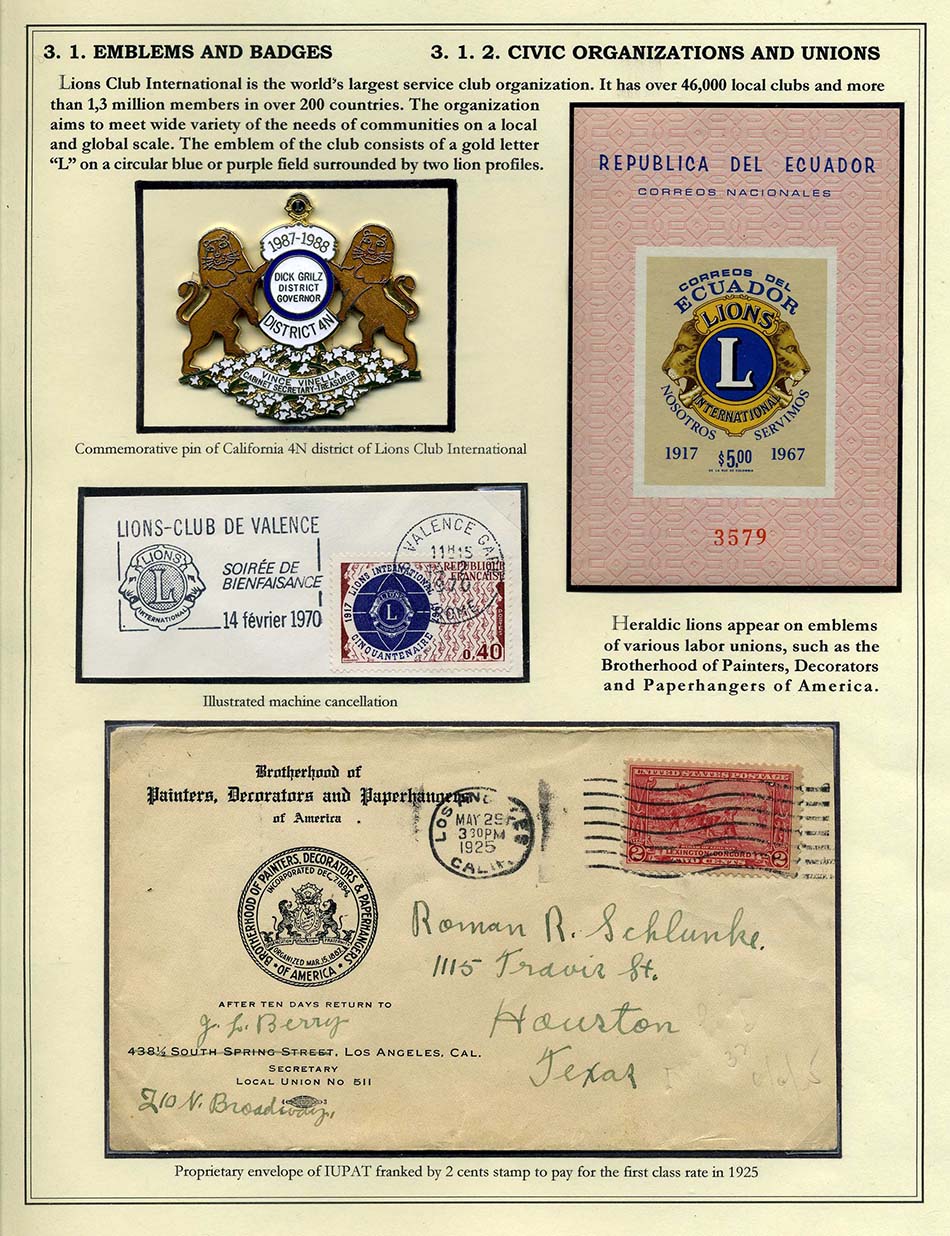 3. 1. EMBLEMS AND BADGES
3. 1. 2. CIVIC ORGANIZATIONS AND UNIONS
Lions Club International is the world's largest service club organization. It has over 46,000 local clubs and more
than 1,3 million members in over 200 countries. The organization
aims to meet wide variety of the needs of communities on a local
and global scale. The emblem of the club consists of a gold letter
"L" on a circular blue or purple field surrounded by two lion profiles.
L
1987-1988
DICK GRILZ
DISTRICT
GOVERNOR
DISTRICT 4N
VINCE VINELLA
CABINET SECRETARY-TREASURER
Commemorative pin of California 4N district of Lions Club International
REPUBLICA DEL ECUADOR
CORREOS NACIONALES
CORREOS DEL
ECUADOR
LIONS
L
INTERNATIONAL
NOSOTROS SERVIMOS
1917 1967
$5,00
DE LA RUE DE COLOMBIA
3579
LIONS-CLUB DE VALENCE
LIONS
L
INTERNATIONAL
SOIRÉE DE
BIENFAISANCE
14 février 1970
VALENCE
11H15
1970
DROME
REPUBLIQUE
FRANÇAISE
LIONS INTERNATIONAL
1917
L
CINQUANTENAIRE
0,40
Illustrated machine cancellation
Heraldic lions appear on emblems
of various labor unions, such as the
Brotherhood of Painters, Decorators
and Paperhangers of America.
Brotherhood of
Painters, Decorators and Paperhangers
of America .
LOS ANGELES
MAY 25
3 30PM
1925
CALIF.
UNITED STATES POSTAGE
LEXINGTON-CONCORD
2 TWO CENTS 2
BROTHERHOOD OF PAINTERS, DECORATORS & PAPERHANGERS
INCORPORATED DEC. 7, 1894
ORGANIZED MAR. 15, 1887
• OF AMERICA •
Roman R. Schlunke.
1115 Travis St.
Houston
Texas
AFTER TEN DAYS RETURN TO
J. L. Berry
438½ SOUTH SPRING STREET, LOS ANGELES, CAL.
SECRETARY
LOCAL UNION NO 511
210 N. Broadway,
Proprietary envelope of IUPAT franked by 2 cents stamp to pay for the first class rate in 1925